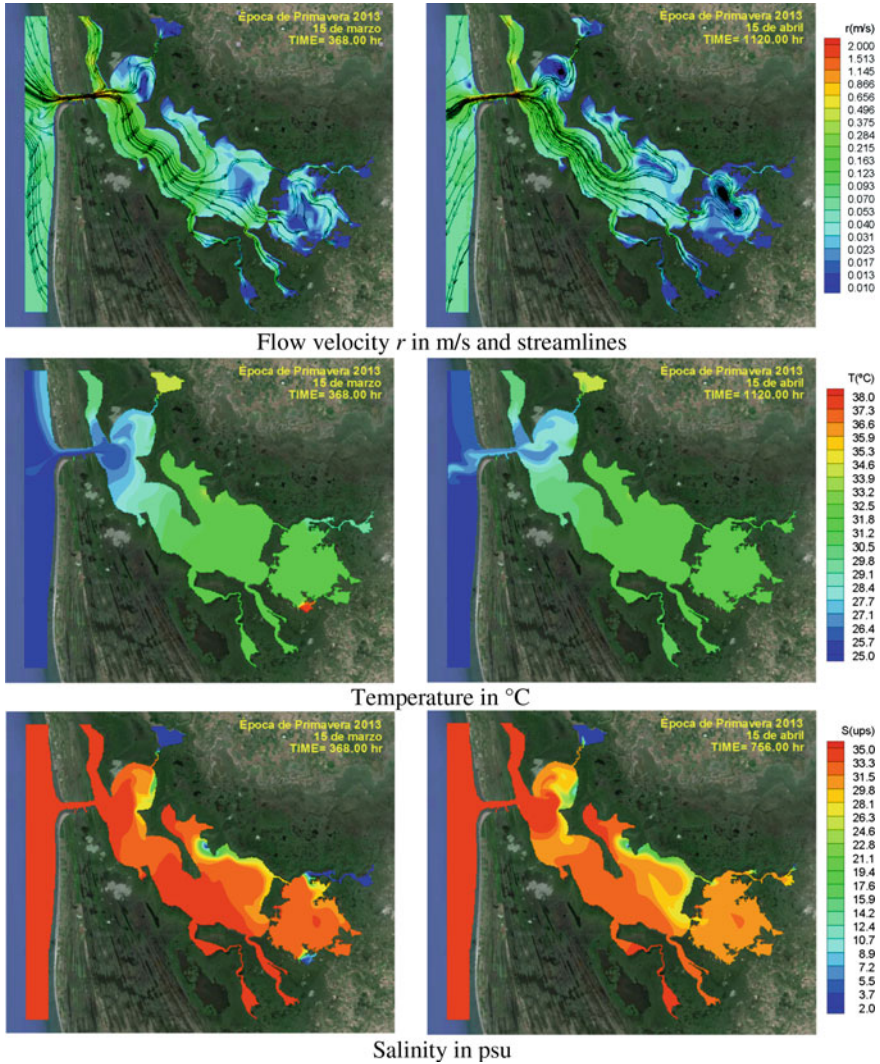 Epoca de Primavera 2013
15 de marzo
TIME= 368.00 hr
Epoca de Primavera 2013
15 de abril
TIME= 1120.00 hr
r(m/s)
2.000
1.513
1.145
0.866
0.656
0.496
0.375
0.284
0.215
0.163
0.123
0.093
0.070
0.053
0.040
0.031
0.023
0.017
0.013
0.010
Flow velocity r in m/s and streamlines
Epoca de Primavera 2013
15 de marzo
TIME= 368.00 hr
Epoca de Primavera 2013
15 de abril
TIME= 1120.00 hr
T(ºC)
38.0
37.3
36.6
35.9
35.3
34.6
33.9
33.2
32.5
31.8
31.2
30.5
29.8
29.1
28.4
27.7
27.1
26.4
25.7
25.0
Temperature in °C
Epoca de Primavera 2013
15 de marzo
TIME= 368.00 hr
Epoca de Primavera 2013
15 de abril
TIME= 756.00 hr
S(ups)
35.0
33.3
31.5
29.8
28.1
26.3
24.6
22.8
21.1
19.4
17.6
15.9
14.2
12.4
10.7
8.9
7.2
5.5
3.7
2.0
Salinity in psu